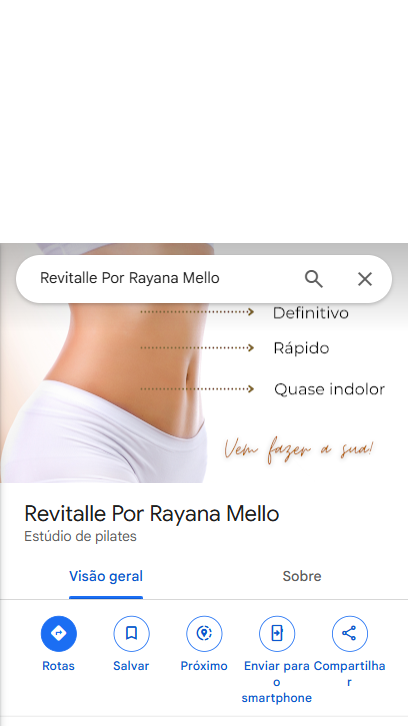 Revitalle Por Rayana Mello
Definitivo
Rápido
Quase indolor
Vem fazer a sua!
Revitalle Por Rayana Mello
Estúdio de pilates
Visão geral
Sobre
Rotas
Salvar
Próximo
Enviar para
o
smartphone
Compartilha
r